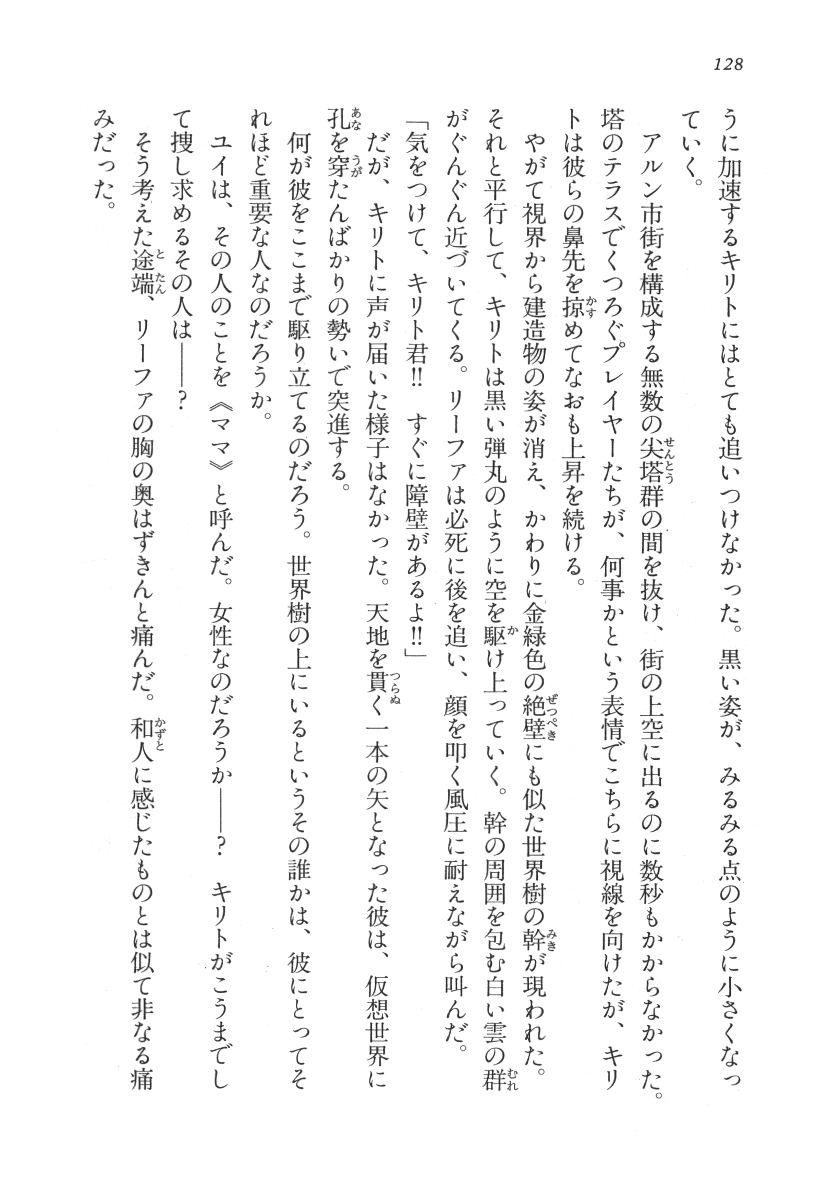 128
うに加速するキリトにはとても追いつけなかった。黒い姿が、みるみる点のように小さくなっ
ていく。
　アルン市街を構成する無数の尖塔群の間を抜け、街の上空に出るのに数秒もかからなかった。
塔のテラスでくつろぐプレイヤーたちが、何事かという表情でこちらに視線を向けたが、キリ
トは彼らの鼻先を掠めてなおも上昇を続ける。
　やがて視界から建造物の姿が消え、かわりに金緑色の絶壁にも似た世界樹の幹が現われた。
それと平行して、キリトは黒い弾丸のように空を駆け上っていく。幹の周囲を包む白い雲の群
がぐんぐん近づいてくる。リーファは必死に後を追い、顔を叩く風圧に耐えながら叫んだ。
「気をつけて、キリト君!!　すぐに障壁があるよ!!」
　だが、キリトに声が届いた様子はなかった。天地を貫く一本の矢となった彼は、仮想世界に
孔を穿たんばかりの勢いで突進する。
　何が彼をここまで駆り立てるのだろう。世界樹の上にいるというその誰かは、彼にとってそ
れほど重要な人なのだろうか。
　ユイは、その人のことを《ママ》と呼んだ。女性なのだろうか――?　キリトがこうまでし
て捜し求めるその人は――?
　そう考えた途端、リーファの胸の奥はずきんと痛んだ。和人に感じたものとは似て非なる痛
みだった。